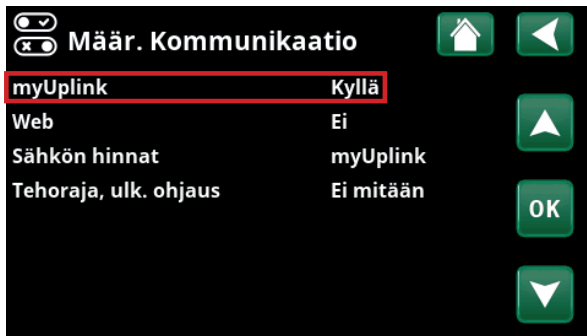 Määr. Kommunikaatio
myUplink Kyllä
Web Ei
Sähkön hinnat myUplink
Tehoraja, ulk. ohjaus Ei mitään
OK